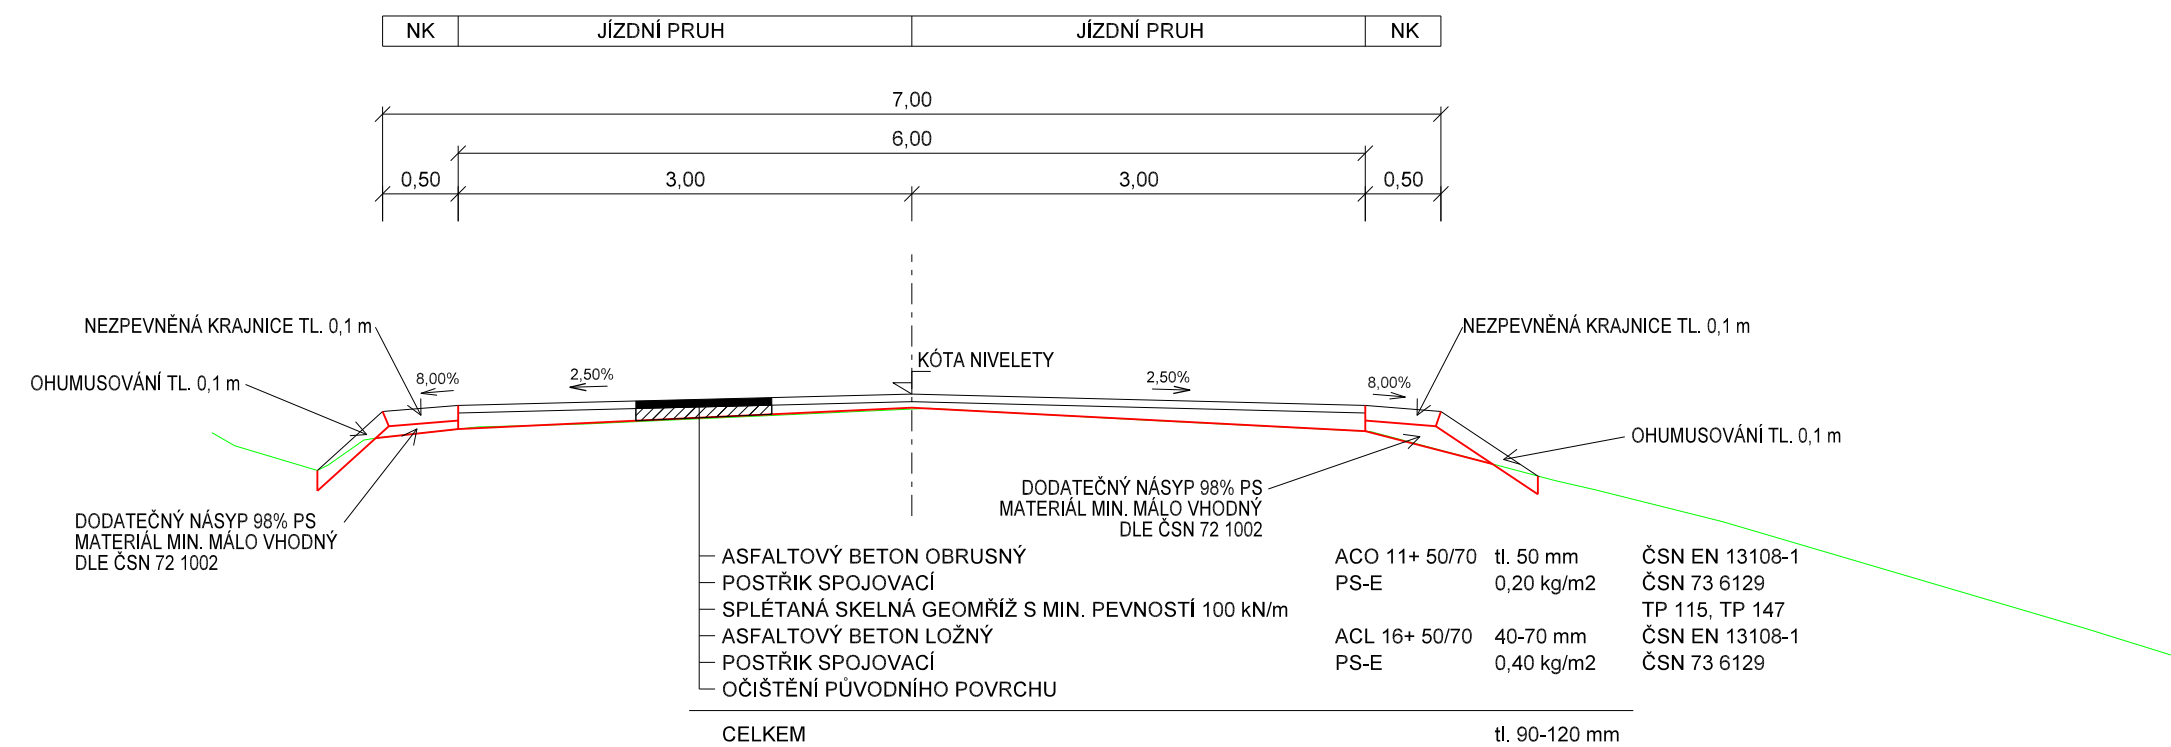 NK JÍZDNÍ PRUH JÍZDNÍ PRUH NK
7,00
6,00
0,50 3,00 3,00 0,50
NEZPEVNĚNÁ KRAJNICE TL. 0,1 m
NEZPEVNĚNÁ KRAJNICE TL. 0,1 m
KÓTA NIVELETY
OHUMUSOVÁNÍ TL. 0,1 m
8,00% 2,50% 2,50% 8,00%
OHUMUSOVÁNÍ TL. 0,1 m
DODATEČNÝ NÁSYP 98% PS
MATERIÁL MIN. MÁLO VHODNÝ
DLE ČSN 72 1002
DODATEČNÝ NÁSYP 98% PS
MATERIÁL MIN. MÁLO VHODNÝ
DLE ČSN 72 1002
ASFALTOVÝ BETON OBRUSNÝ ACO 11+ 50/70 tl. 50 mm ČSN EN 13108-1
POSTŘIK SPOJOVACÍ PS-E 0,20 kg/m2 ČSN 73 6129
SPLÉTANÁ SKELNÁ GEOMŘÍŽ S MIN. PEVNOSTÍ 100 kN/m TP 115, TP 147
ASFALTOVÝ BETON LOŽNÝ ACL 16+ 50/70 40-70 mm ČSN EN 13108-1
POSTŘIK SPOJOVACÍ PS-E 0,40 kg/m2 ČSN 73 6129
OČIŠTĚNÍ PŮVODNÍHO POVRCHU
CELKEM tl. 90-120 mm